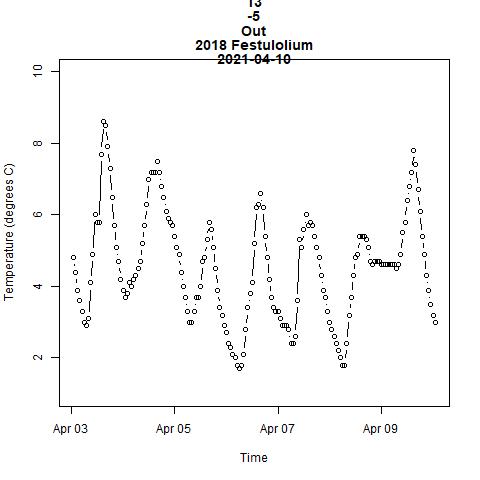 13
-5
Out
2018 Festulolium
2021-04-10
Temperature (degrees C)
10
8
6
4
2
Apr 03
Apr 05
Apr 07
Apr 09
Time